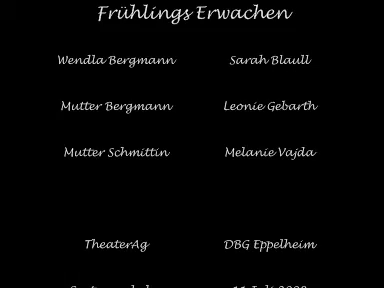 Frühlings Erwachen
Wendla Bergmann Sarah Blaull
Mutter Bergmann Leonie Gebarth
Mutter Schmittin Melanie Vajda
TheaterAg DBG Eppelheim